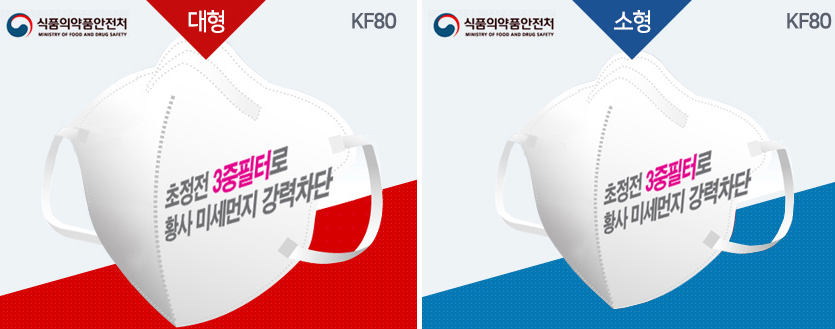 식품의약품안전처
MINISTRY OF FOOD AND DRUG SAFETY
대형
KF80
초정전 3중필터로
황사 미세먼지 강력차단
식품의약품안전처
MINISTRY OF FOOD AND DRUG SAFETY
소형
KF80
초정전 3중필터로
황사 미세먼지 강력차단